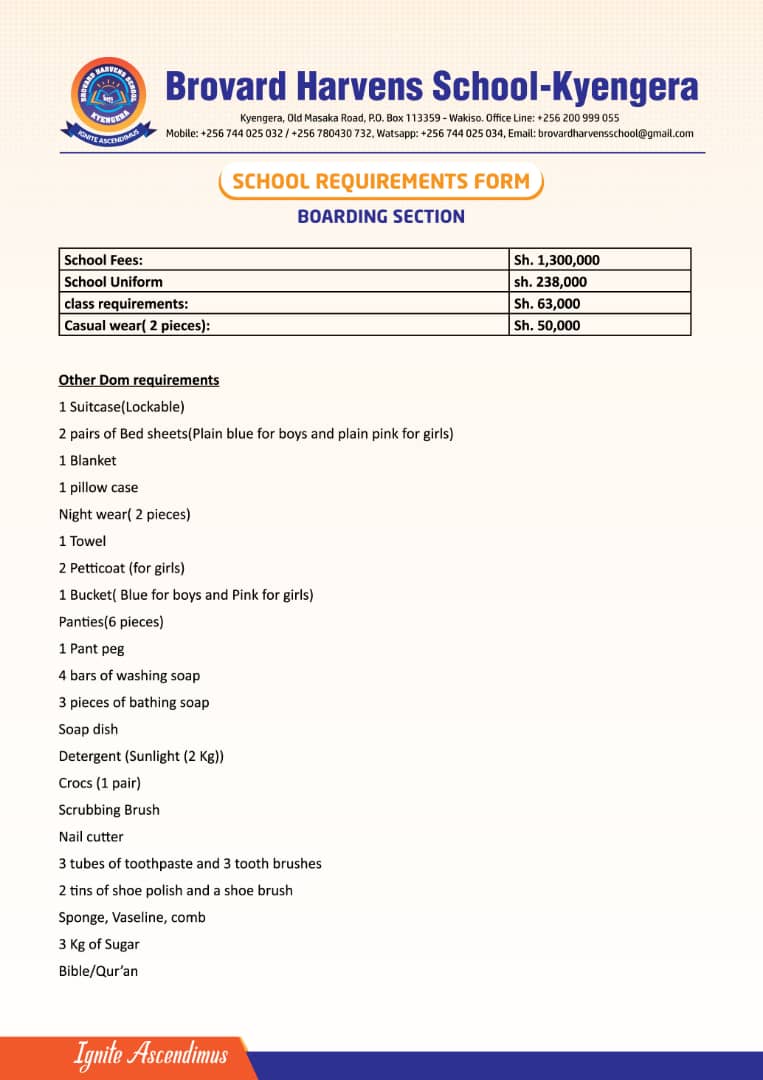 BROVARD HARVENS SCHOOL
KYENGERA
IGNITE ASCENDIMUS
Brovard Harvens School-Kyengera
Kyengera, Old Masaka Road, P.O. Box 113359 - Wakiso. Office Line: +256 200 999 055
Mobile: +256 744 025 032 / +256 780430 732, Watsapp: +256 744 025 034, Email: brovardharvensschool@gmail.com
SCHOOL REQUIREMENTS FORM
BOARDING SECTION
School Fees: Sh. 1,300,000
School Uniform sh. 238,000
class requirements: Sh. 63,000
Casual wear( 2 pieces): Sh. 50,000
Other Dom requirements
1 Suitcase(Lockable)
2 pairs of Bed sheets(Plain blue for boys and plain pink for girls)
1 Blanket
1 pillow case
Night wear( 2 pieces)
1 Towel
2 Petticoat (for girls)
1 Bucket( Blue for boys and Pink for girls)
Panties(6 pieces)
1 Pant peg
4 bars of washing soap
3 pieces of bathing soap
Soap dish
Detergent (Sunlight (2 Kg))
Crocs (1 pair)
Scrubbing Brush
Nail cutter
3 tubes of toothpaste and 3 tooth brushes
2 tins of shoe polish and a shoe brush
Sponge, Vaseline, comb
3 Kg of Sugar
Bible/Qur’an
Ignite Ascendimus